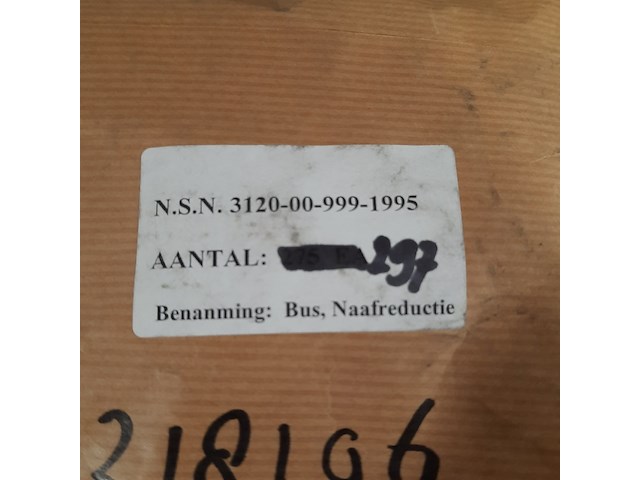 N.S.N. 3120-00-999-1995
AANTAL: 297
Benanming: Bus, Naafreductie
218196